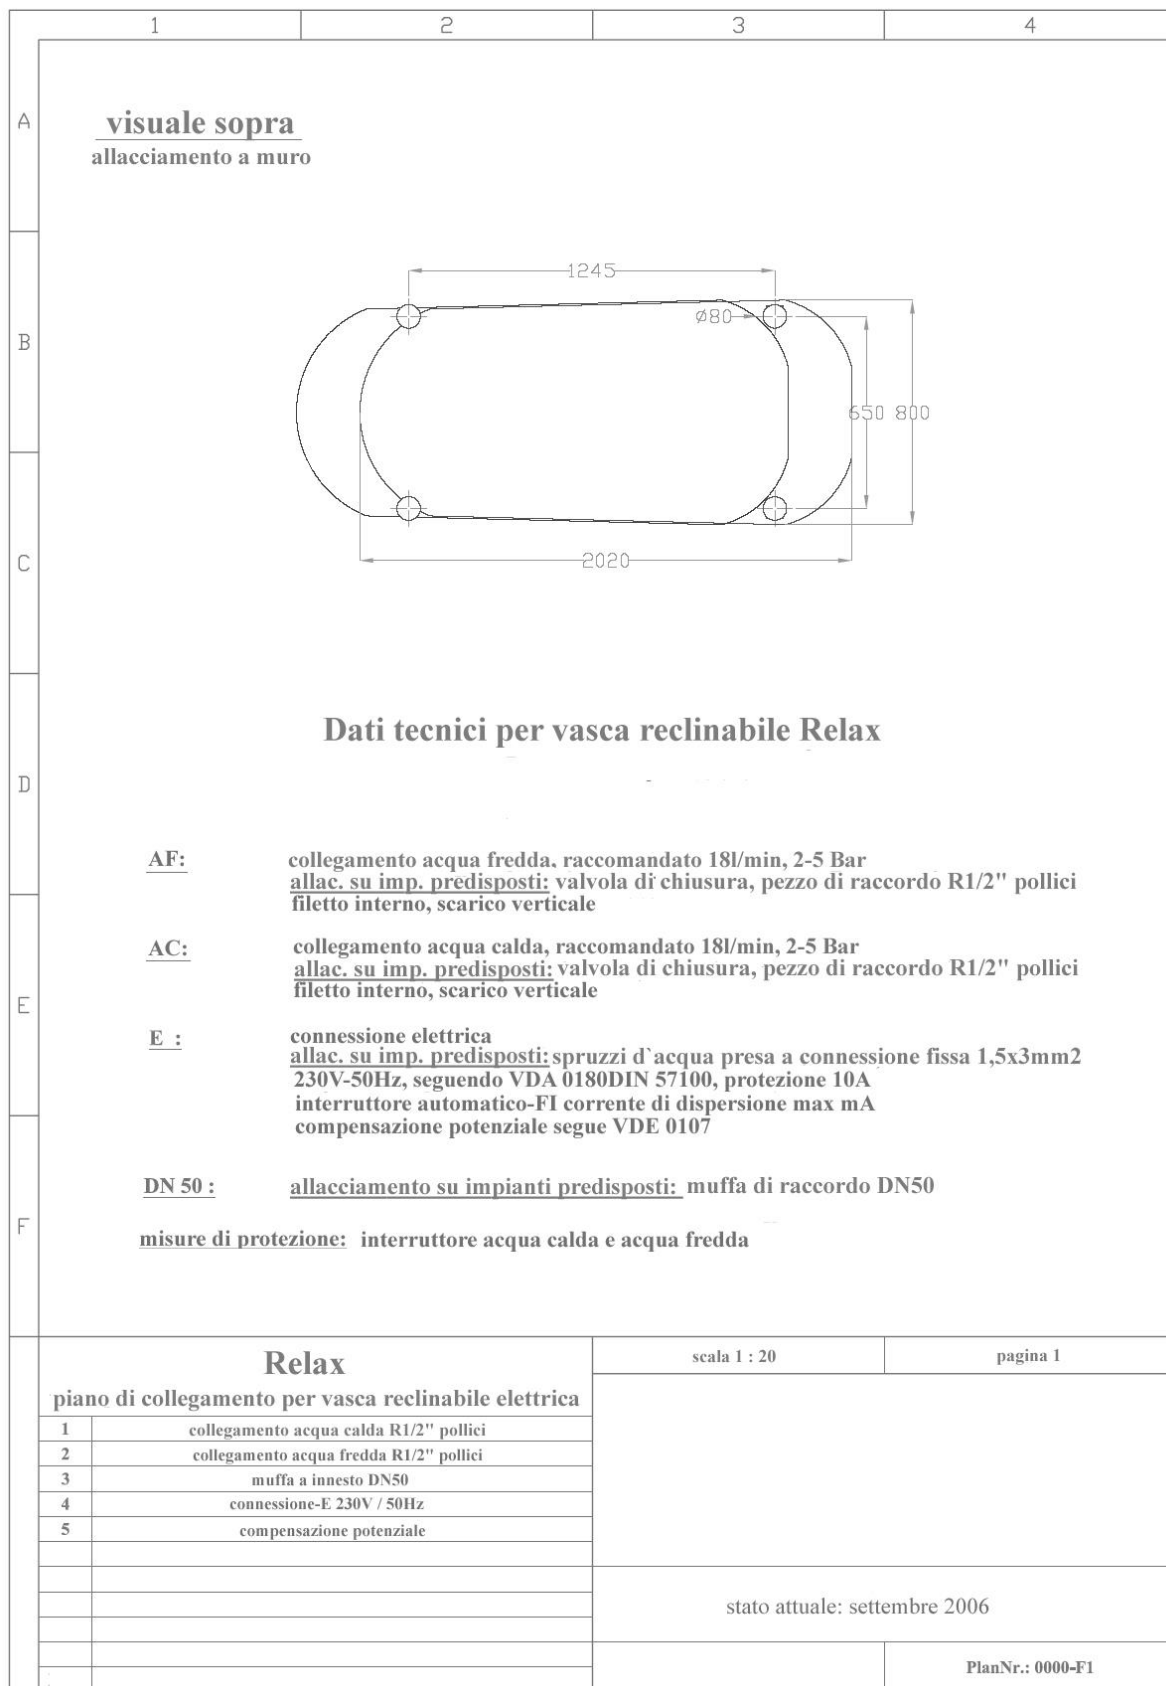 1 2 3 4
A
visuale sopra
allacciamento a muro
1245
ø80
B
650 800
2020
C
Dati tecnici per vasca reclinabile Relax
D
AF: collegamento acqua fredda, raccomandato 18l/min, 2-5 Bar
allac. su imp. predisposti: valvola di chiusura, pezzo di raccordo R1/2" pollici
filetto interno, scarico verticale
AC: collegamento acqua calda, raccomandato 18l/min, 2-5 Bar
allac. su imp. predisposti: valvola di chiusura, pezzo di raccordo R1/2" pollici
filetto interno, scarico verticale
E
E : connessione elettrica
allac. su imp. predisposti: spruzzi d`acqua presa a connessione fissa 1,5x3mm2
230V-50Hz, seguendo VDA 0180DIN 57100, protezione 10A
interruttore automatico-FI corrente di dispersione max mA
compensazione potenziale segue VDE 0107
DN 50 : allacciamento su impianti predisposti: muffa di raccordo DN50
F
misure di protezione: interruttore acqua calda e acqua fredda
Relax
piano di collegamento per vasca reclinabile elettrica
1 collegamento acqua calda R1/2" pollici
2 collegamento acqua fredda R1/2" pollici
3 muffa a innesto DN50
4 connessione-E 230V / 50Hz
5 compensazione potenziale
scala 1 : 20
pagina 1
stato attuale: settembre 2006
PlanNr.: 0000-F1